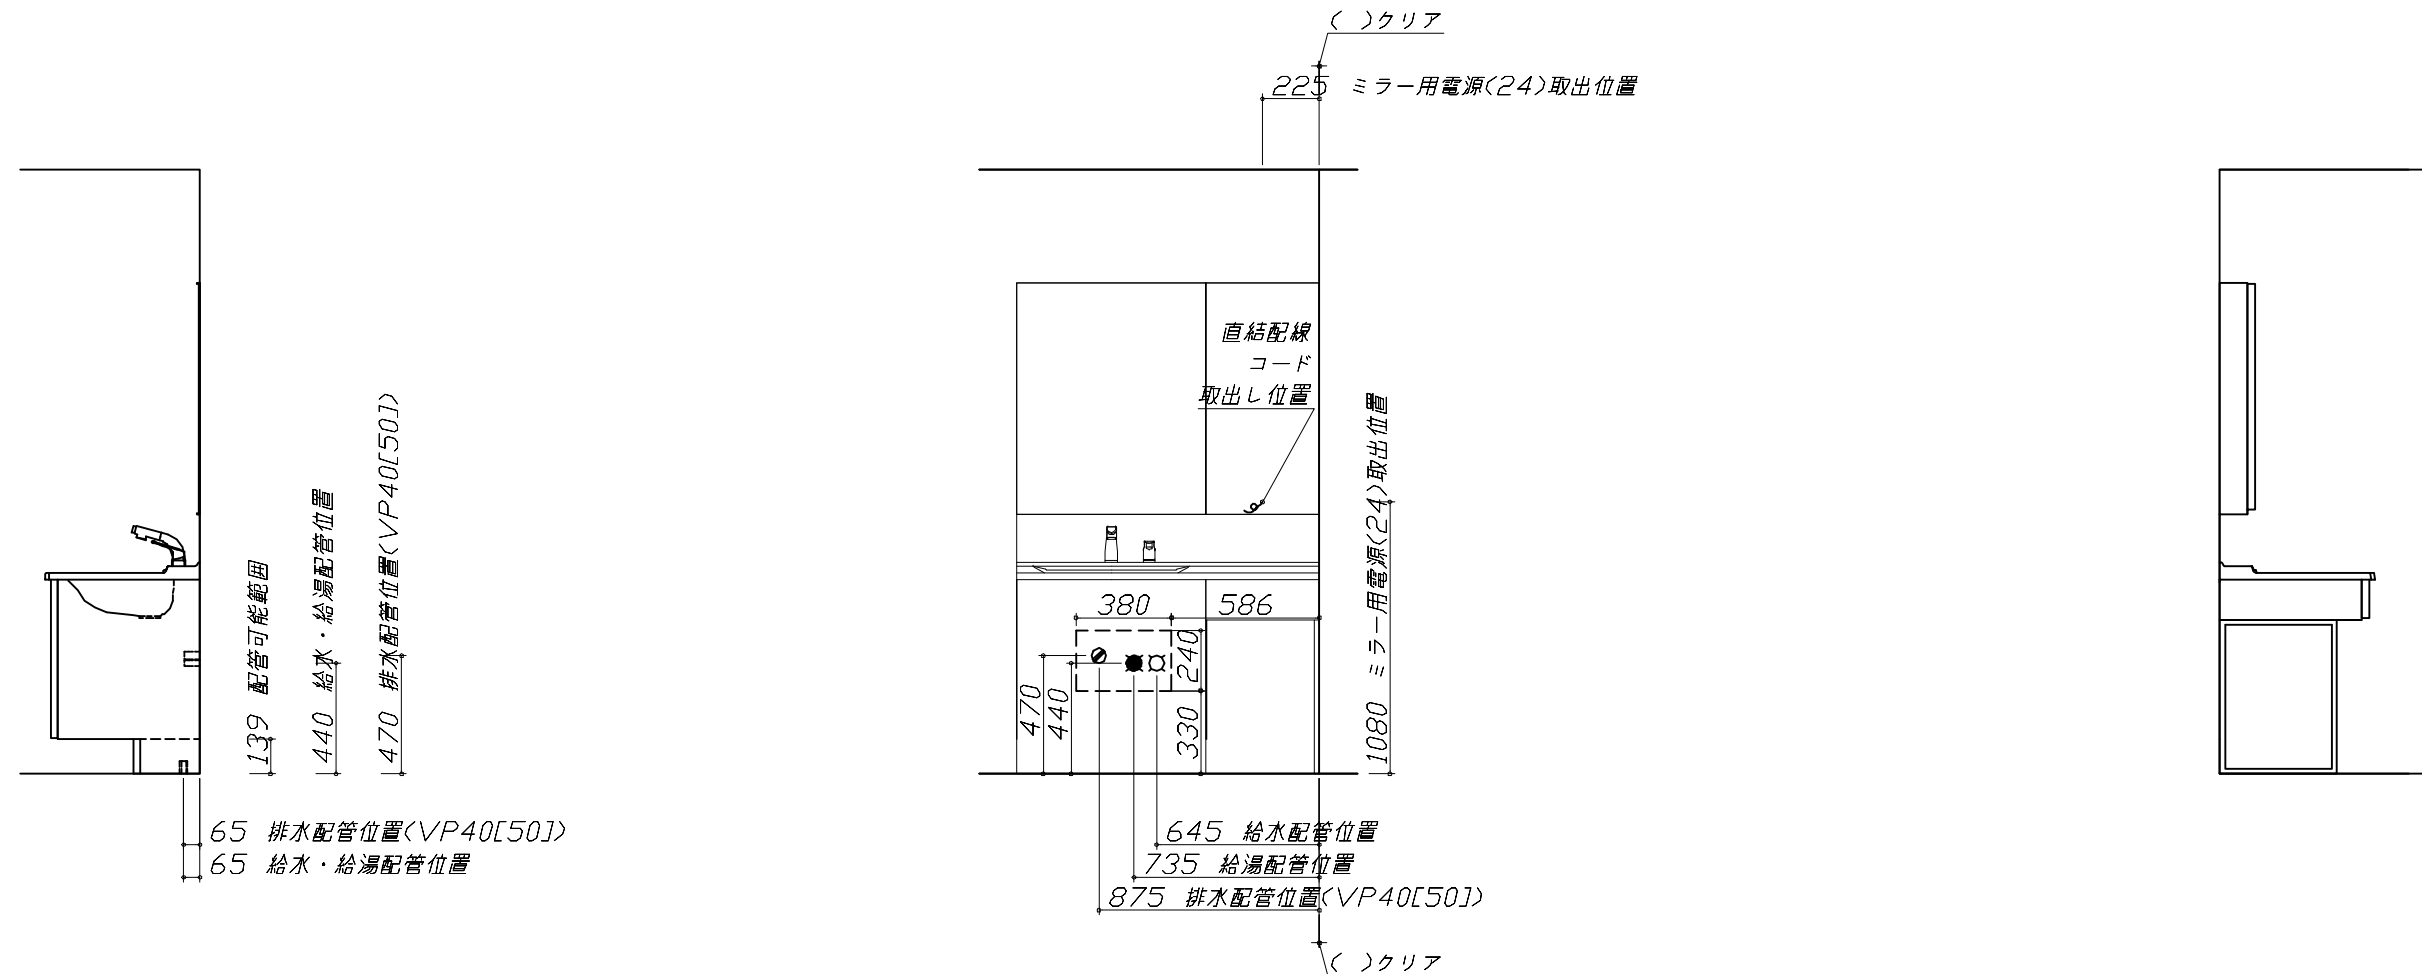 ( )クリア
225 ミラー用電源(24)取出位置
直結配線
コード
取出し位置
139 配管可能範囲
440 給水・給湯配管位置
470 排水配管位置(VP40[50])
65 排水配管位置(VP40[50])
65 給水・給湯配管位置
380
586
240
330
470
440
1080 ミラー用電源(24)取出位置
645 給水配管位置
735 給湯配管位置
875 排水配管位置(VP40[50])
( )クリア